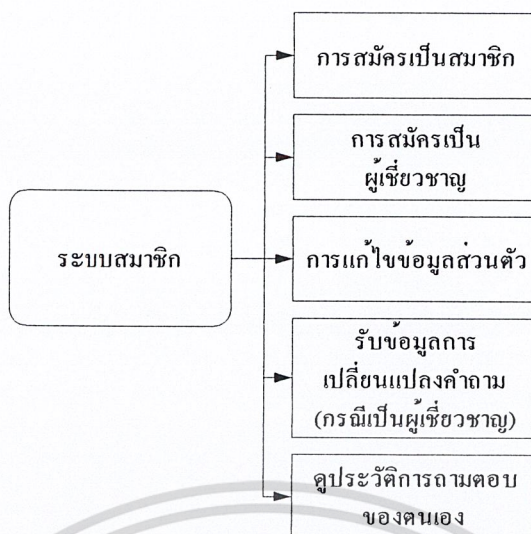 การสมัครเป็นสมาชิก
การสมัครเป็น
ผู้เชี่ยวชาญ
ระบบสมาชิก
การแก้ไขข้อมูลส่วนตัว
รับข้อมูลการ
เปลี่ยนแปลงคำถาม
(กรณีเป็นผู้เชี่ยวชาญ)
ดูประวัติการถามตอบ
ของตนเอง